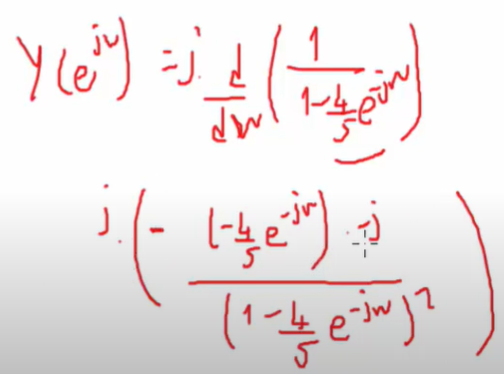 Y(e^{jw}) = j · d/dw (1/(1 - 4/5 e^{-jw}))
j · (- ((-4/5 e^{-jw}) · -j)/(1 - 4/5 e^{-jw})^2)